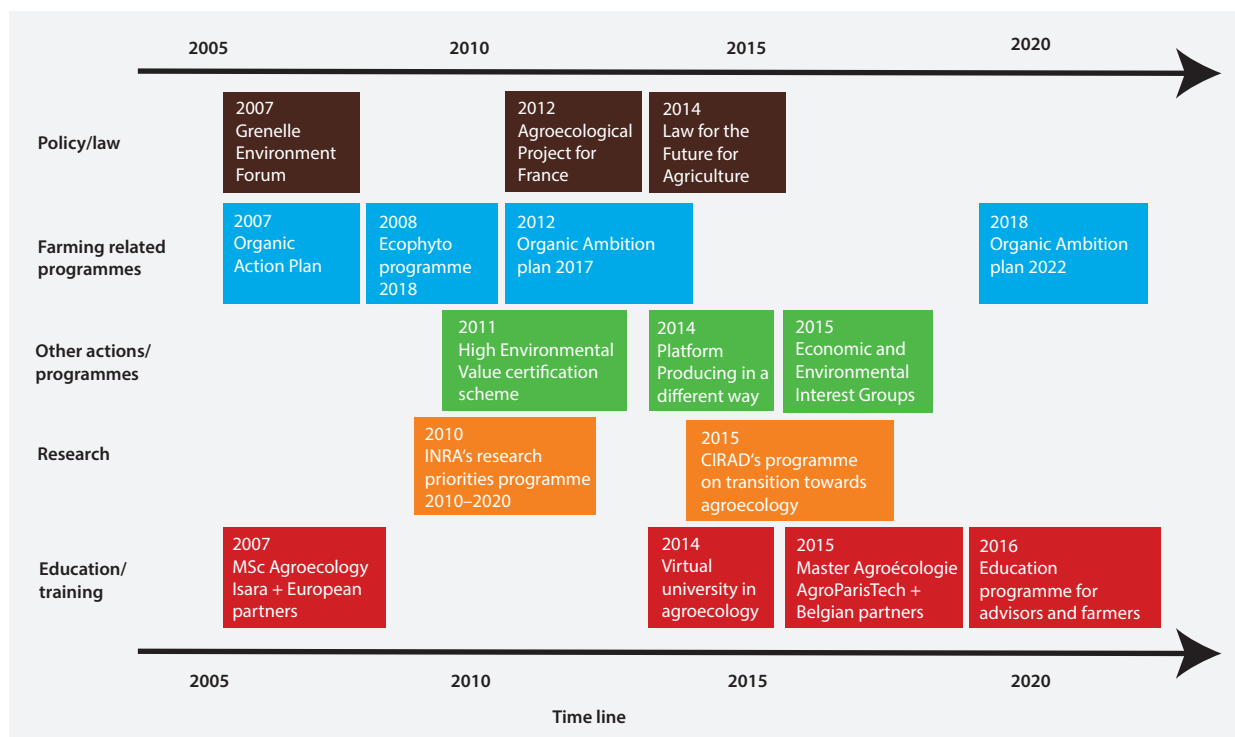 2005 2010 2015 2020
Policy/law
2007
Grenelle
Environment
Forum
2012
Agroecological
Project for
France
2014
Law for the
Future for
Agriculture
Farming related
programmes
2007
Organic
Action Plan
2008
Ecophyto
programme
2018
2012
Organic Ambition
plan 2017
2018
Organic Ambition
plan 2022
Other actions/
programmes
2011
High Environmental
Value certification
scheme
2014
Platform
Producing in a
different way
2015
Economic and
Environmental
Interest Groups
Research
2010
INRA's research
priorities programme
2010–2020
2015
CIRAD's programme
on transition towards
agroecology
Education/
training
2007
MSc Agroecology
Isara + European
partners
2014
Virtual
university in
agroecology
2015
Master Agroécologie
AgroParisTech +
Belgian partners
2016
Education
programme for
advisors and farmers
2005 2010 2015 2020
Time line